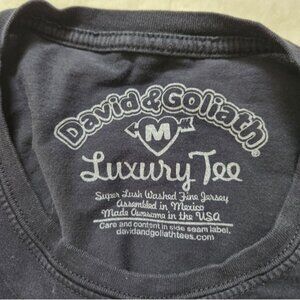 David & Goliath®
M
Luxury Tee
Super Lush Washed Fine Jersey
Assembled in Mexico
Made Awesome in the U.S.A
Care and content in side seam label.
davidandgoliathtees.com